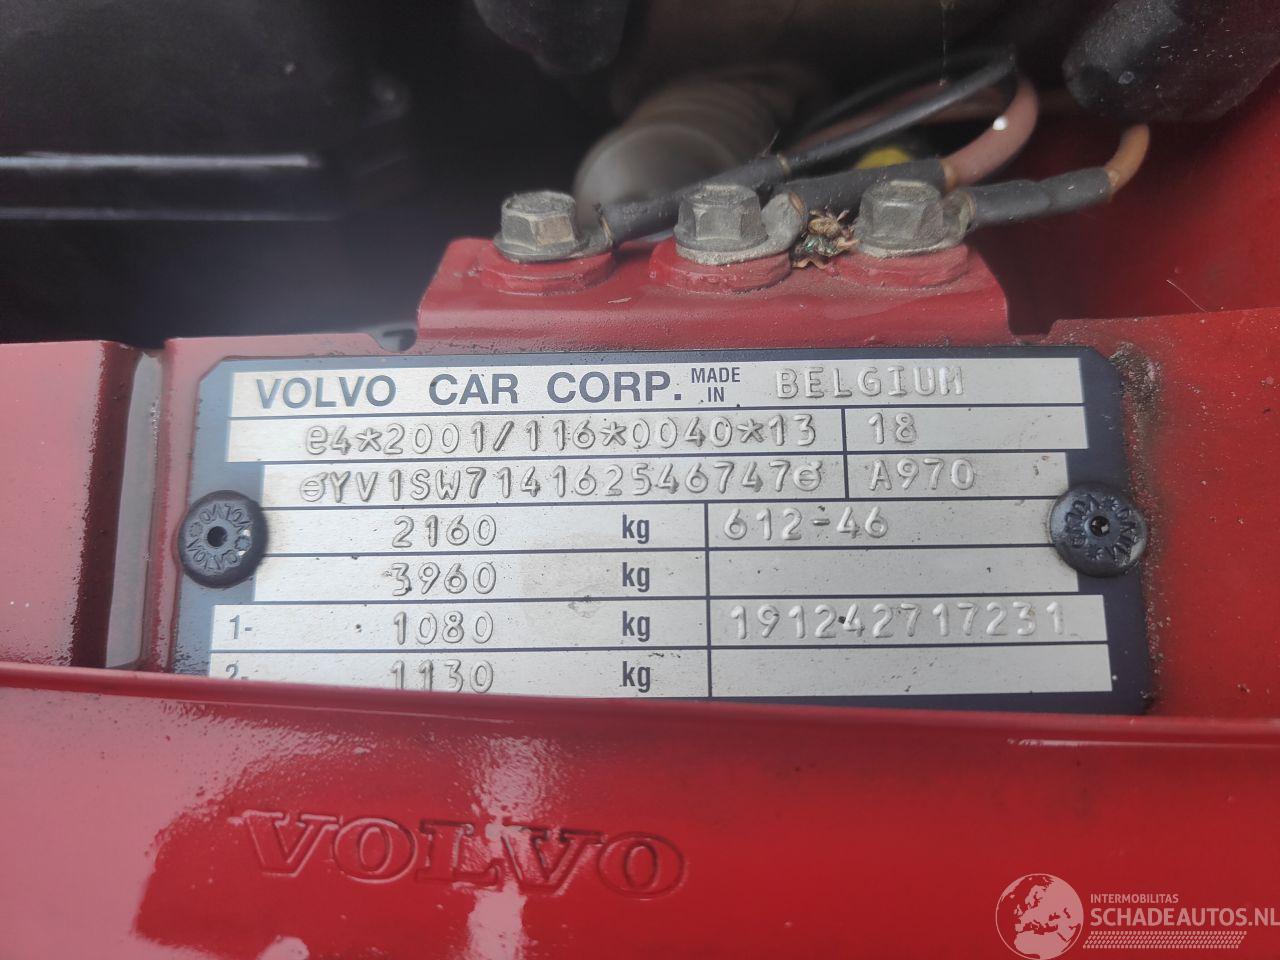 VOLVO CAR CORP. MADE IN BELGIUM
e4*2001/116*0040*13 18
YV1SW714162546747 A970
2160 kg 612-46
3960 kg
1- 1080 kg 191242717231
2- 1130 kg
VOLVO
INTERMOBILITAS
SCHADEAUTOS.NL